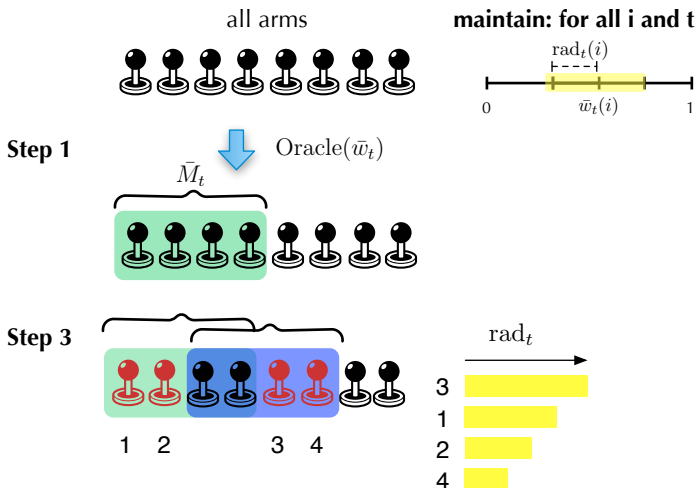 all arms
maintain: for all i and t
rad_t(i)
0
w̄_t(i)
1
Step 1
Oracle(w̄_t)
M̄_t
Step 3
rad_t
1 2 3 4
3
1
2
4